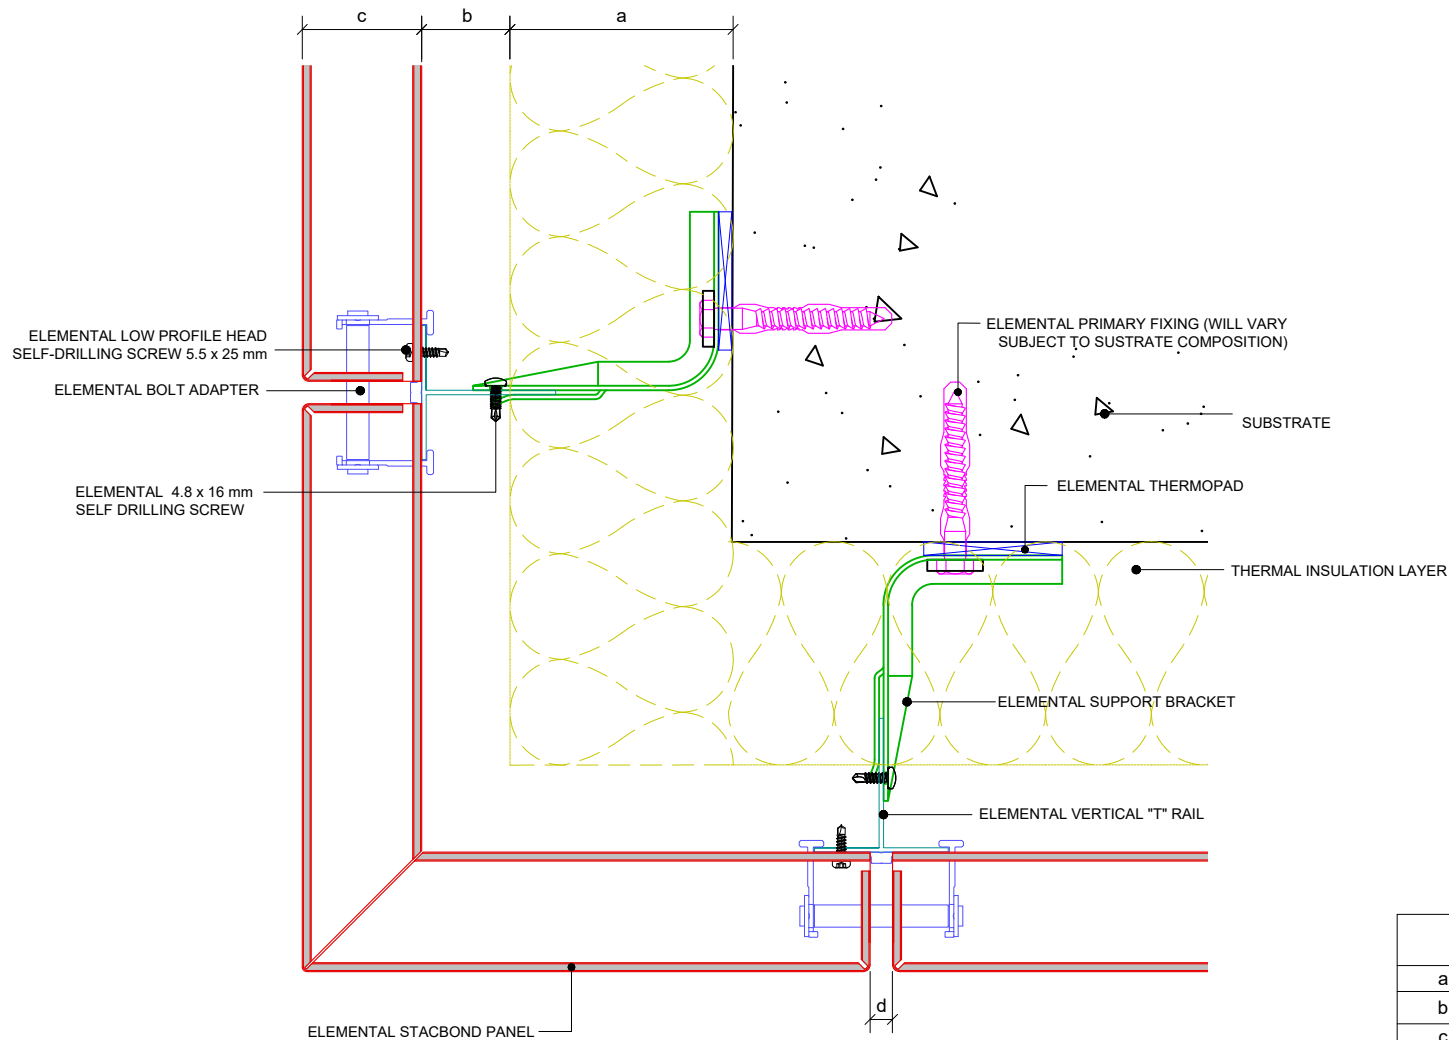 c
b
a
ELEMENTAL LOW PROFILE HEAD
SELF-DRILLING SCREW 5.5 x 25 mm
ELEMENTAL BOLT ADAPTER
ELEMENTAL 4.8 x 16 mm
SELF DRILLING SCREW
ELEMENTAL PRIMARY FIXING (WILL VARY
SUBJECT TO SUSTRATE COMPOSITION)
SUBSTRATE
ELEMENTAL THERMOPAD
THERMAL INSULATION LAYER
ELEMENTAL SUPPORT BRACKET
ELEMENTAL VERTICAL "T" RAIL
d
ELEMENTAL STACBOND PANEL
a
b
c